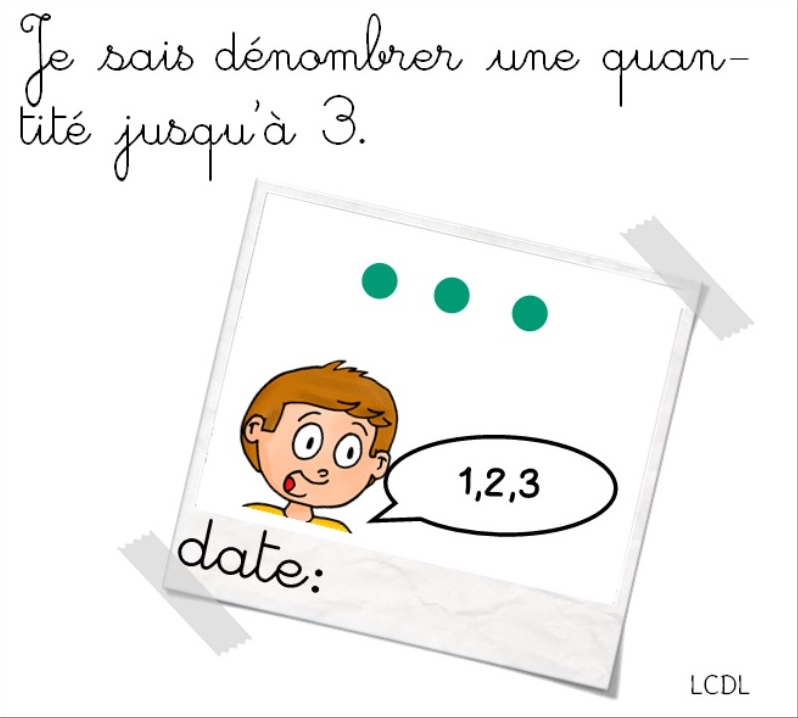 Je sais dénombrer une quan-
tité jusqu'à 3.
1,2,3
date:
LCDL